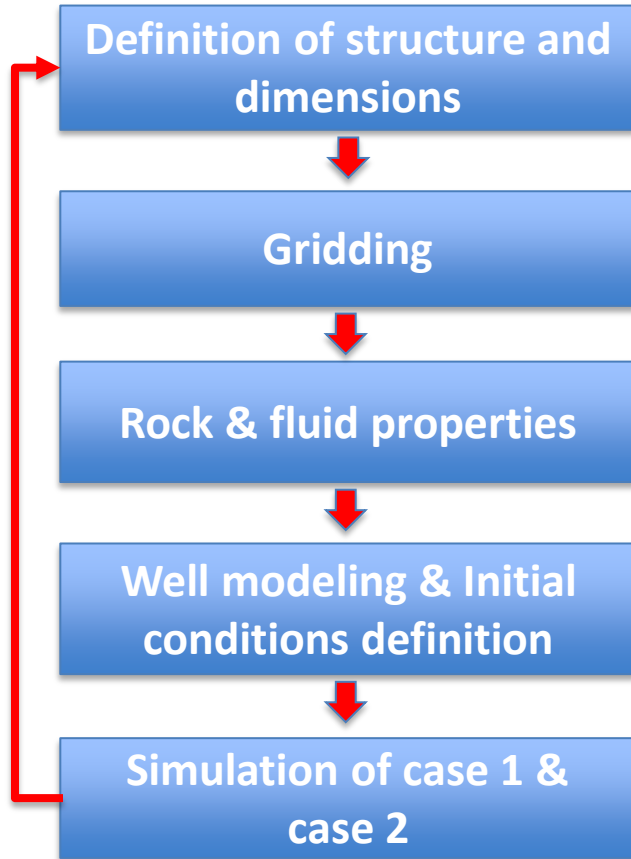 Definition of structure and
dimensions
Gridding
Rock & fluid properties
Well modeling & Initial
conditions definition
Simulation of case 1 &
case 2